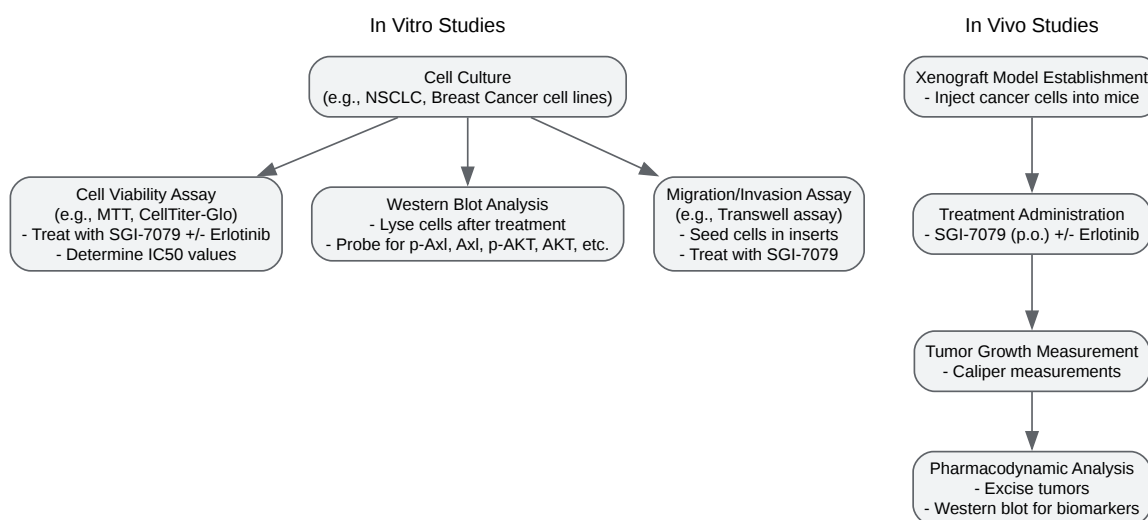 In Vitro Studies
Cell Culture
(e.g., NSCLC, Breast Cancer cell lines)
Cell Viability Assay
(e.g., MTT, CellTiter-Glo)
- Treat with SGI-7079 +/- Erlotinib
- Determine IC50 values
Western Blot Analysis
- Lyse cells after treatment
- Probe for p-Axl, Axl, p-AKT, AKT, etc.
Migration/Invasion Assay
(e.g., Transwell assay)
- Seed cells in inserts
- Treat with SGI-7079
In Vivo Studies
Xenograft Model Establishment
- Inject cancer cells into mice
Treatment Administration
- SGI-7079 (p.o.) +/- Erlotinib
Tumor Growth Measurement
- Caliper measurements
Pharmacodynamic Analysis
- Excise tumors
- Western blot for biomarkers